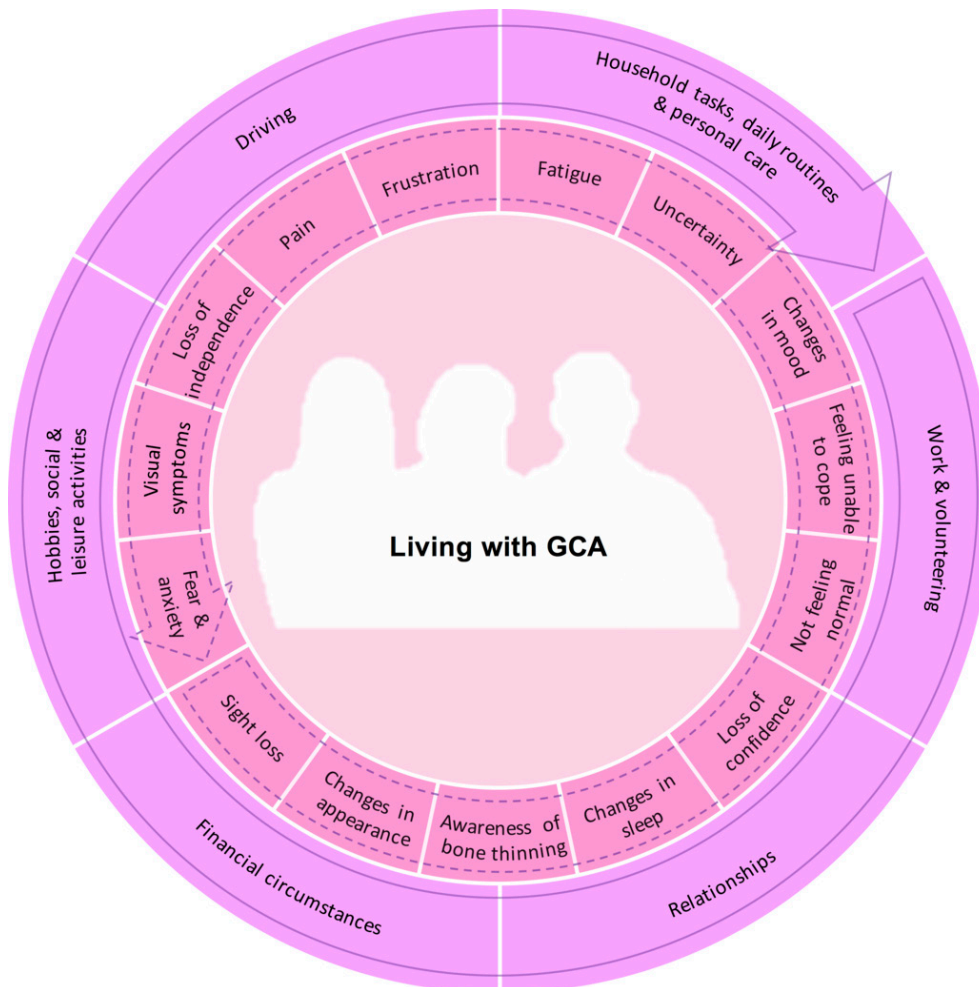 Household tasks, daily routines
& personal care
Work & volunteering
Relationships
Financial circumstances
Hobbies, social &
leisure activities
Driving
Fatigue
Uncertainty
Changes
in mood
Feeling unable
to cope
Not feeling
normal
Loss of
confidence
Changes in
sleep
Awareness of
bone thinning
Changes in
appearance
Sight loss
Fear &
anxiety
Visual
symptoms
Loss of
independence
Pain
Frustration
Living with GCA